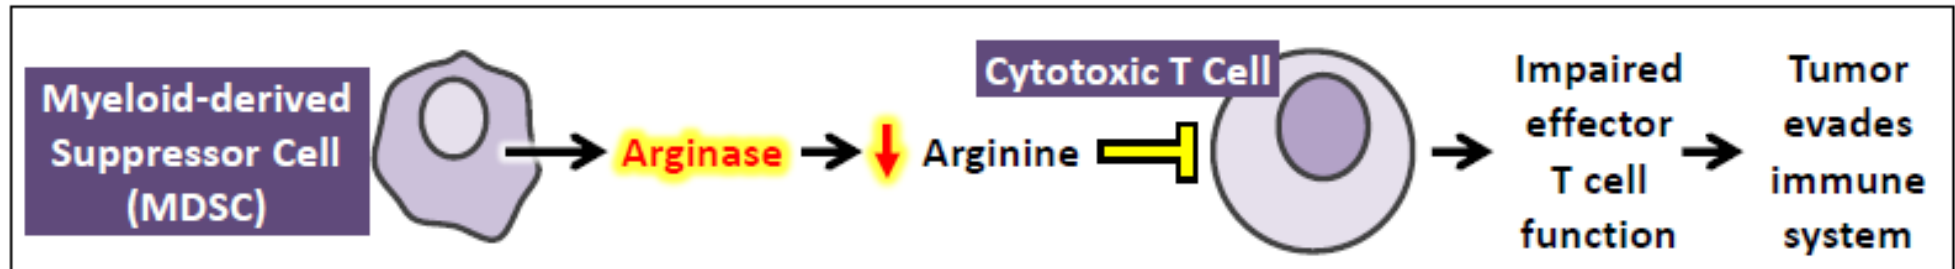 Myeloid-derived
Suppressor Cell
(MDSC)
Arginase
Arginine
Cytotoxic T Cell
Impaired
effector
T cell
function
Tumor
evades
immune
system